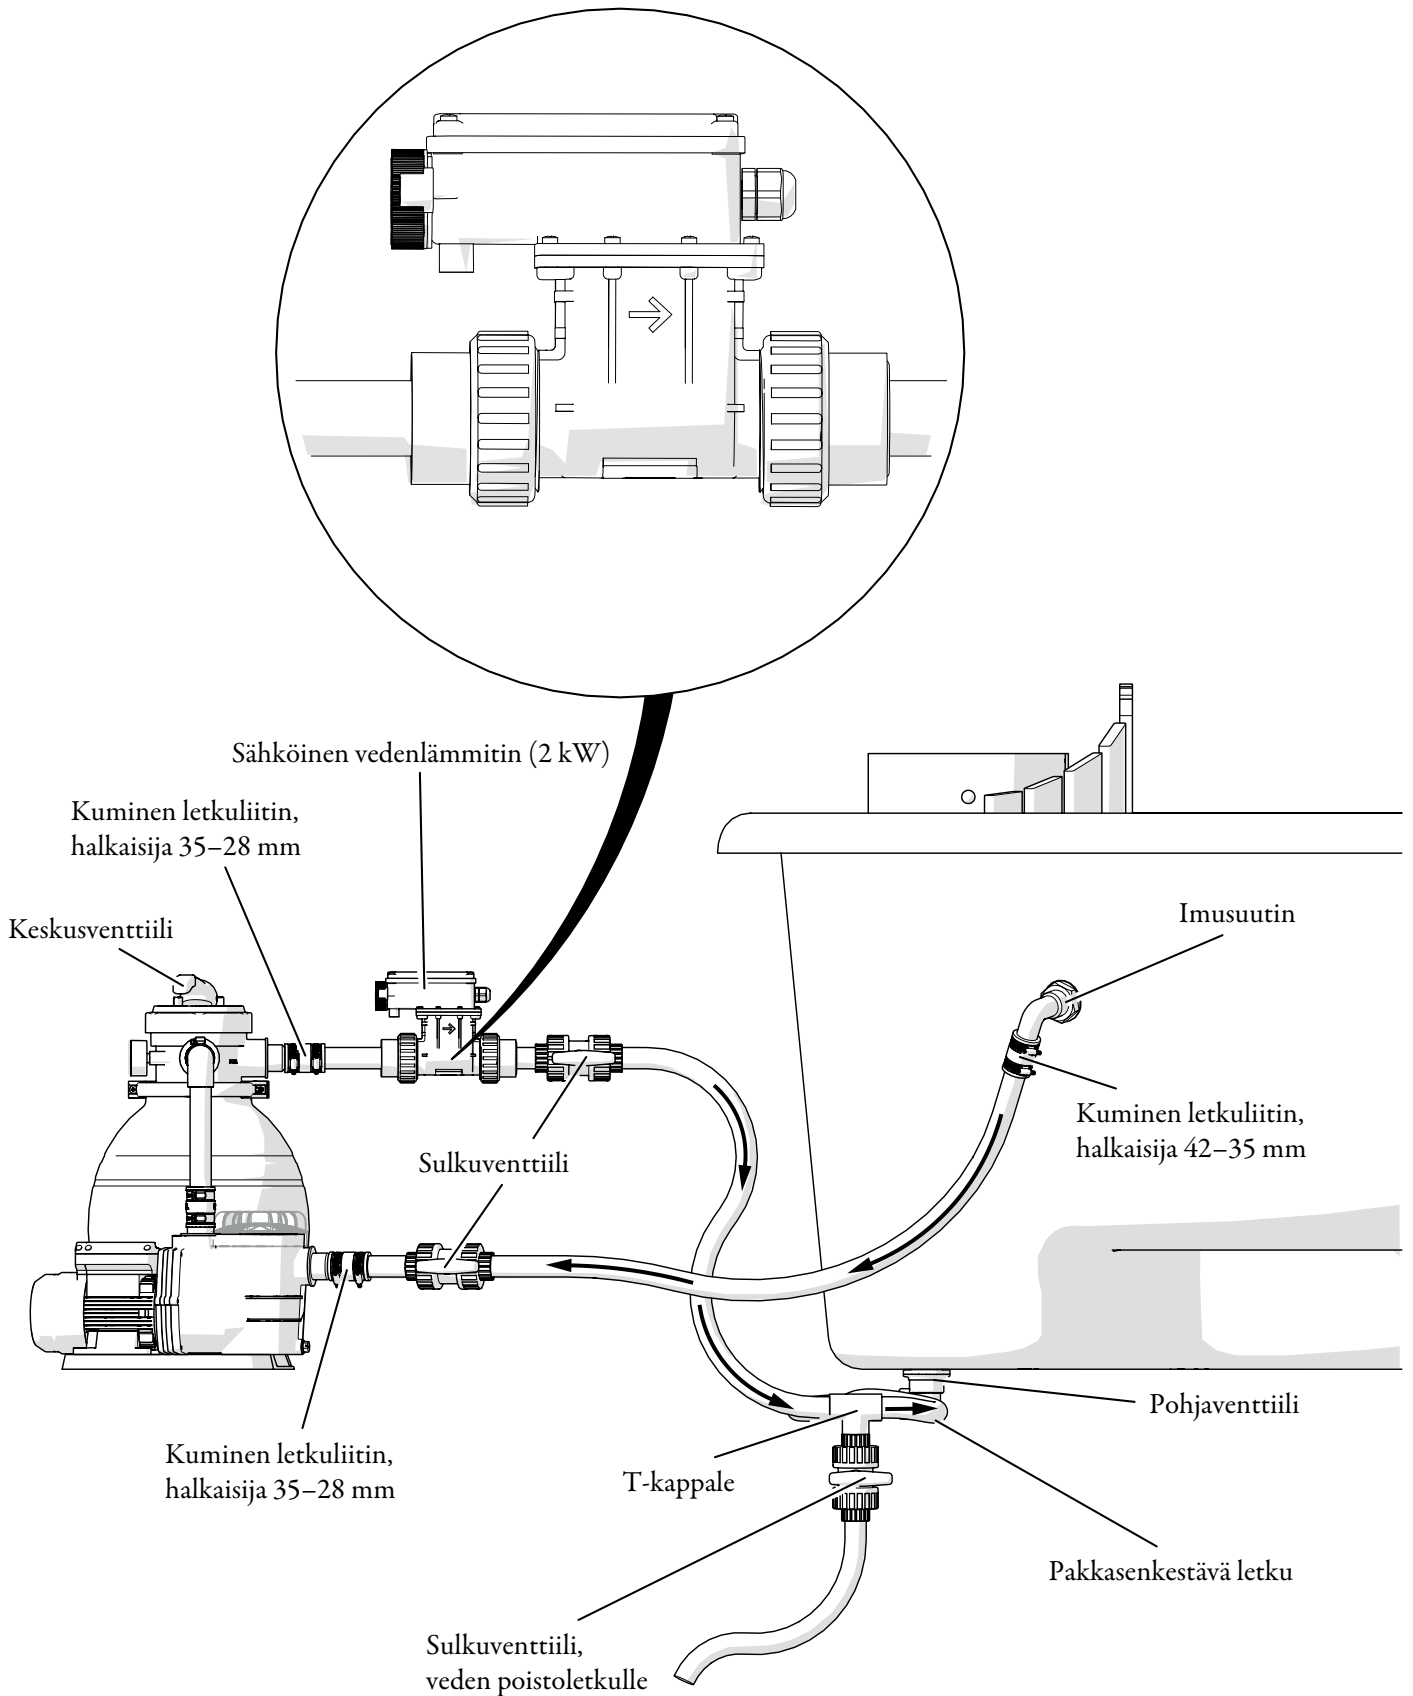 Sähköinen vedenlämmitin (2 kW)
Kuminen letkuliitin,
halkaisija 35–28 mm
Keskusventtiili
Imusuutin
Kuminen letkuliitin,
halkaisija 42–35 mm
Sulkuventtiili
Pohjaventtiili
Kuminen letkuliitin,
halkaisija 35–28 mm
T-kappale
Pakkasenkestävä letku
Sulkuventtiili,
veden poistoletkulle